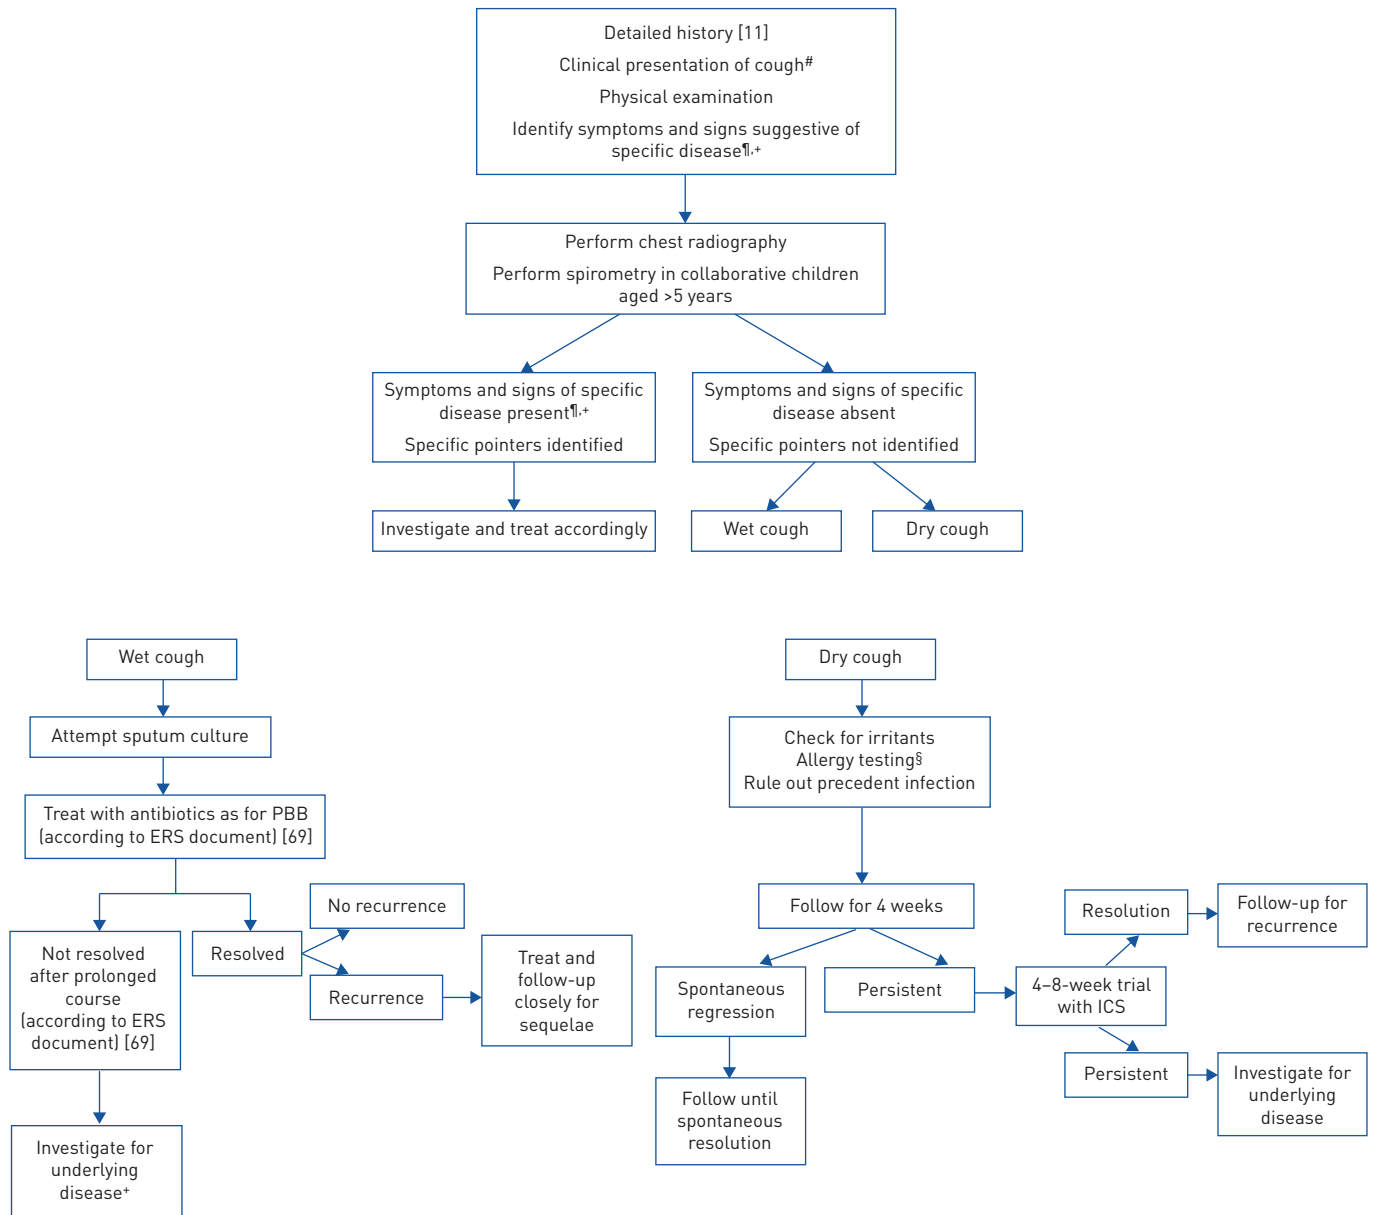 Detailed history [11]
Clinical presentation of cough#
Physical examination
Identify symptoms and signs suggestive of
specific disease¶,+
Perform chest radiography
Perform spirometry in collaborative children
aged >5 years
Symptoms and signs of specific
disease present¶,+
Specific pointers identified
Symptoms and signs of specific
disease absent
Specific pointers not identified
Investigate and treat accordingly
Wet cough
Dry cough
Wet cough
Attempt sputum culture
Treat with antibiotics as for PBB
(according to ERS document) [69]
Not resolved
after prolonged
course
(according to ERS
document) [69]
Resolved
No recurrence
Recurrence
Treat and
follow-up
closely for
sequelae
Investigate for
underlying
disease+
Dry cough
Check for irritants
Allergy testing§
Rule out precedent infection
Follow for 4 weeks
Spontaneous
regression
Persistent
Follow until
spontaneous
resolution
4–8-week trial
with ICS
Resolution
Follow-up for
recurrence
Persistent
Investigate for
underlying
disease